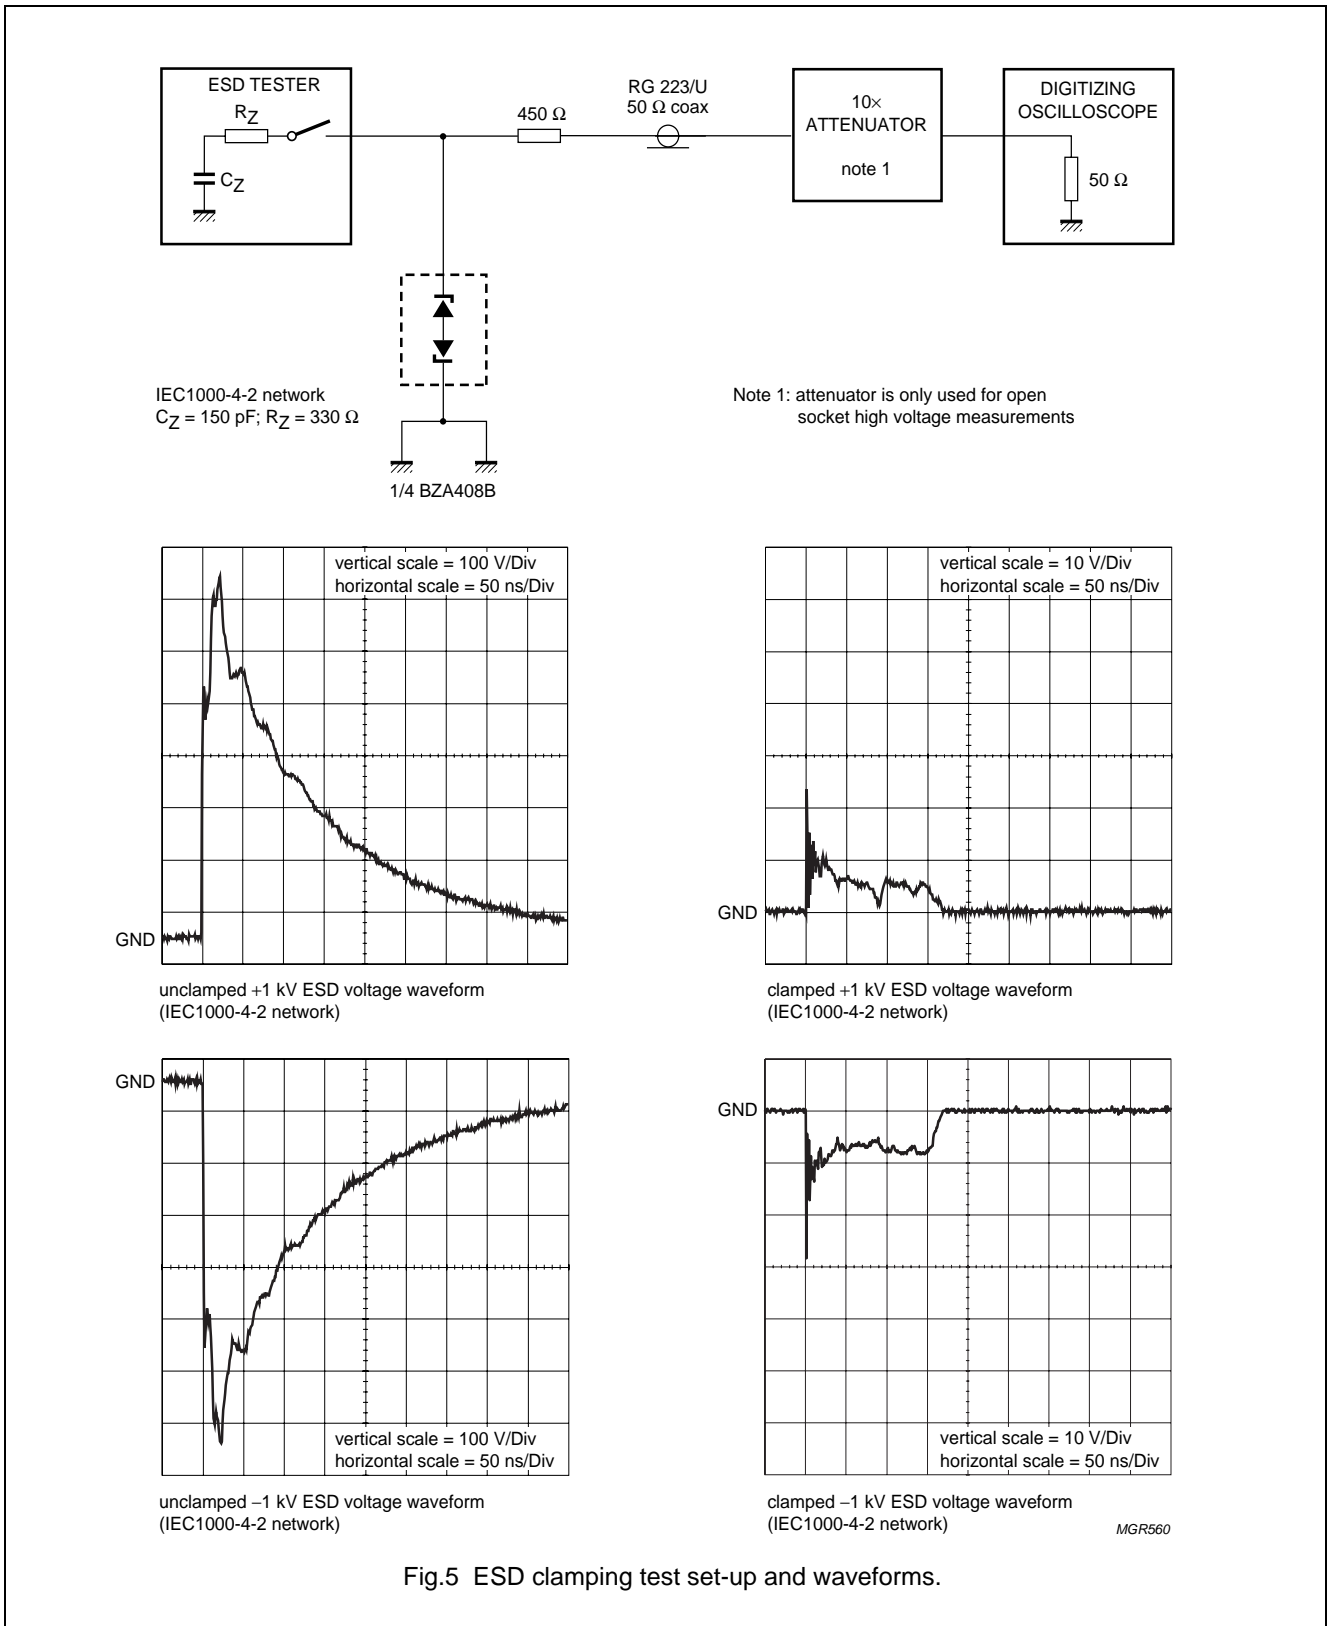 ESD TESTER
RZ
CZ
450 Ω
RG 223/U
50 Ω coax
10×
ATTENUATOR
note 1
DIGITIZING
OSCILLOSCOPE
50 Ω
IEC1000-4-2 network
CZ = 150 pF; RZ = 330 Ω
Note 1: attenuator is only used for open
socket high voltage measurements
1/4 BZA408B
vertical scale = 100 V/Div
horizontal scale = 50 ns/Div
GND
unclamped +1 kV ESD voltage waveform
(IEC1000-4-2 network)
vertical scale = 10 V/Div
horizontal scale = 50 ns/Div
GND
clamped +1 kV ESD voltage waveform
(IEC1000-4-2 network)
GND
vertical scale = 100 V/Div
horizontal scale = 50 ns/Div
unclamped −1 kV ESD voltage waveform
(IEC1000-4-2 network)
GND
vertical scale = 10 V/Div
horizontal scale = 50 ns/Div
clamped −1 kV ESD voltage waveform
(IEC1000-4-2 network)
MGR560
Fig.5 ESD clamping test set-up and waveforms.